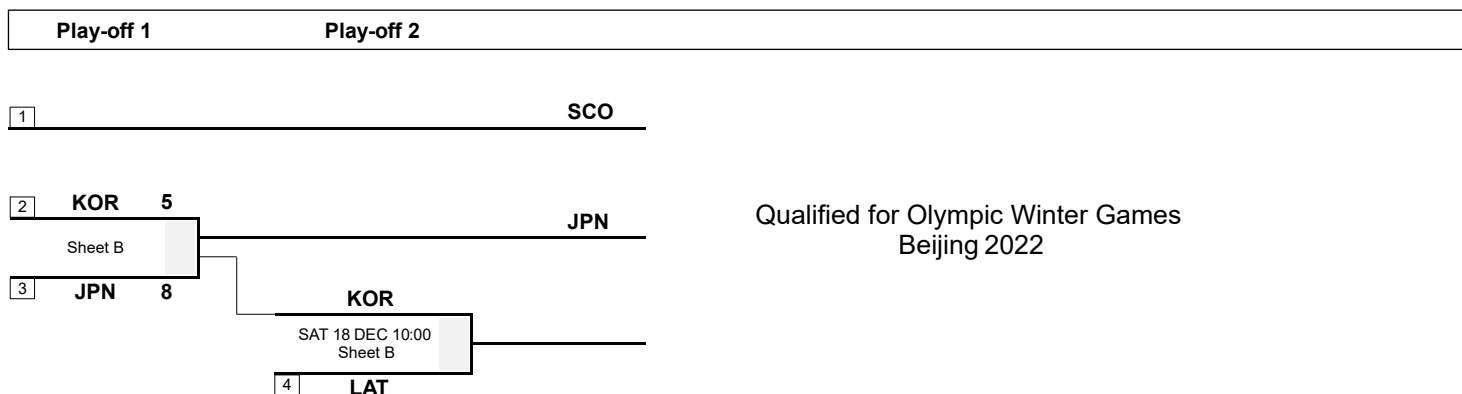 Play-off 1 Play-off 2
1 SCO
2 KOR 5
JPN
Sheet B
Qualified for Olympic Winter Games
Beijing 2022
3 JPN 8
KOR
SAT 18 DEC 10:00
Sheet B
4 LAT